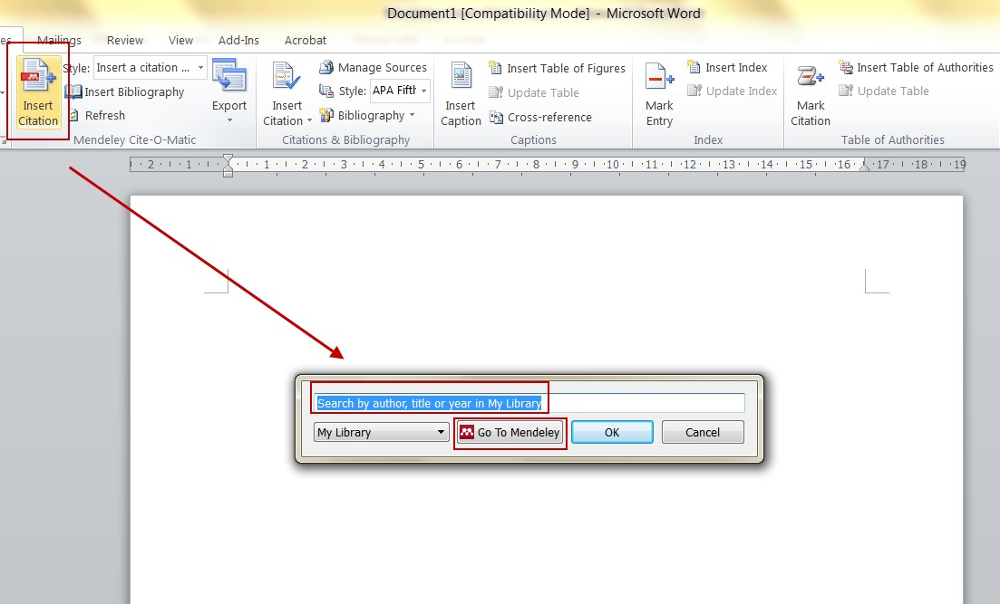 Document1 [Compatibility Mode] - Microsoft Word
es Mailings Review View Add-Ins Acrobat
Insert Citation
Style: Insert a citation ...
Insert Bibliography
Refresh
Export
Mendeley Cite-O-Matic
Insert Citation
Manage Sources
Style: APA Fifth
Bibliography
Citations & Bibliography
Insert Caption
Insert Table of Figures
Update Table
Cross-reference
Captions
Mark Entry
Insert Index
Update Index
Index
Mark Citation
Insert Table of Authorities
Update Table
Table of Authorities
2 1 1 2 3 4 5 6 7 8 9 10 11 12 13 14 15 16 17 18 19
Search by author, title or year in My Library
My Library Go To Mendeley OK Cancel